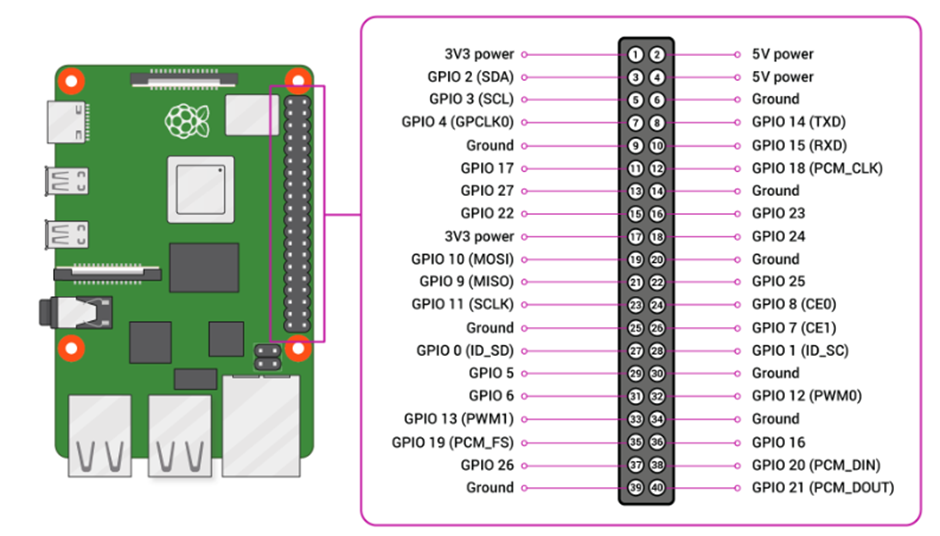 3V3 power 1 2 5V power
GPIO 2 (SDA) 3 4 5V power
GPIO 3 (SCL) 5 6 Ground
GPIO 4 (GPCLK0) 7 8 GPIO 14 (TXD)
Ground 9 10 GPIO 15 (RXD)
GPIO 17 11 12 GPIO 18 (PCM_CLK)
GPIO 27 13 14 Ground
GPIO 22 15 16 GPIO 23
3V3 power 17 18 GPIO 24
GPIO 10 (MOSI) 19 20 Ground
GPIO 9 (MISO) 21 22 GPIO 25
GPIO 11 (SCLK) 23 24 GPIO 8 (CE0)
Ground 25 26 GPIO 7 (CE1)
GPIO 0 (ID_SD) 27 28 GPIO 1 (ID_SC)
GPIO 5 29 30 Ground
GPIO 6 31 32 GPIO 12 (PWM0)
GPIO 13 (PWM1) 33 34 Ground
GPIO 19 (PCM_FS) 35 36 GPIO 16
GPIO 26 37 38 GPIO 20 (PCM_DIN)
Ground 39 40 GPIO 21 (PCM_DOUT)